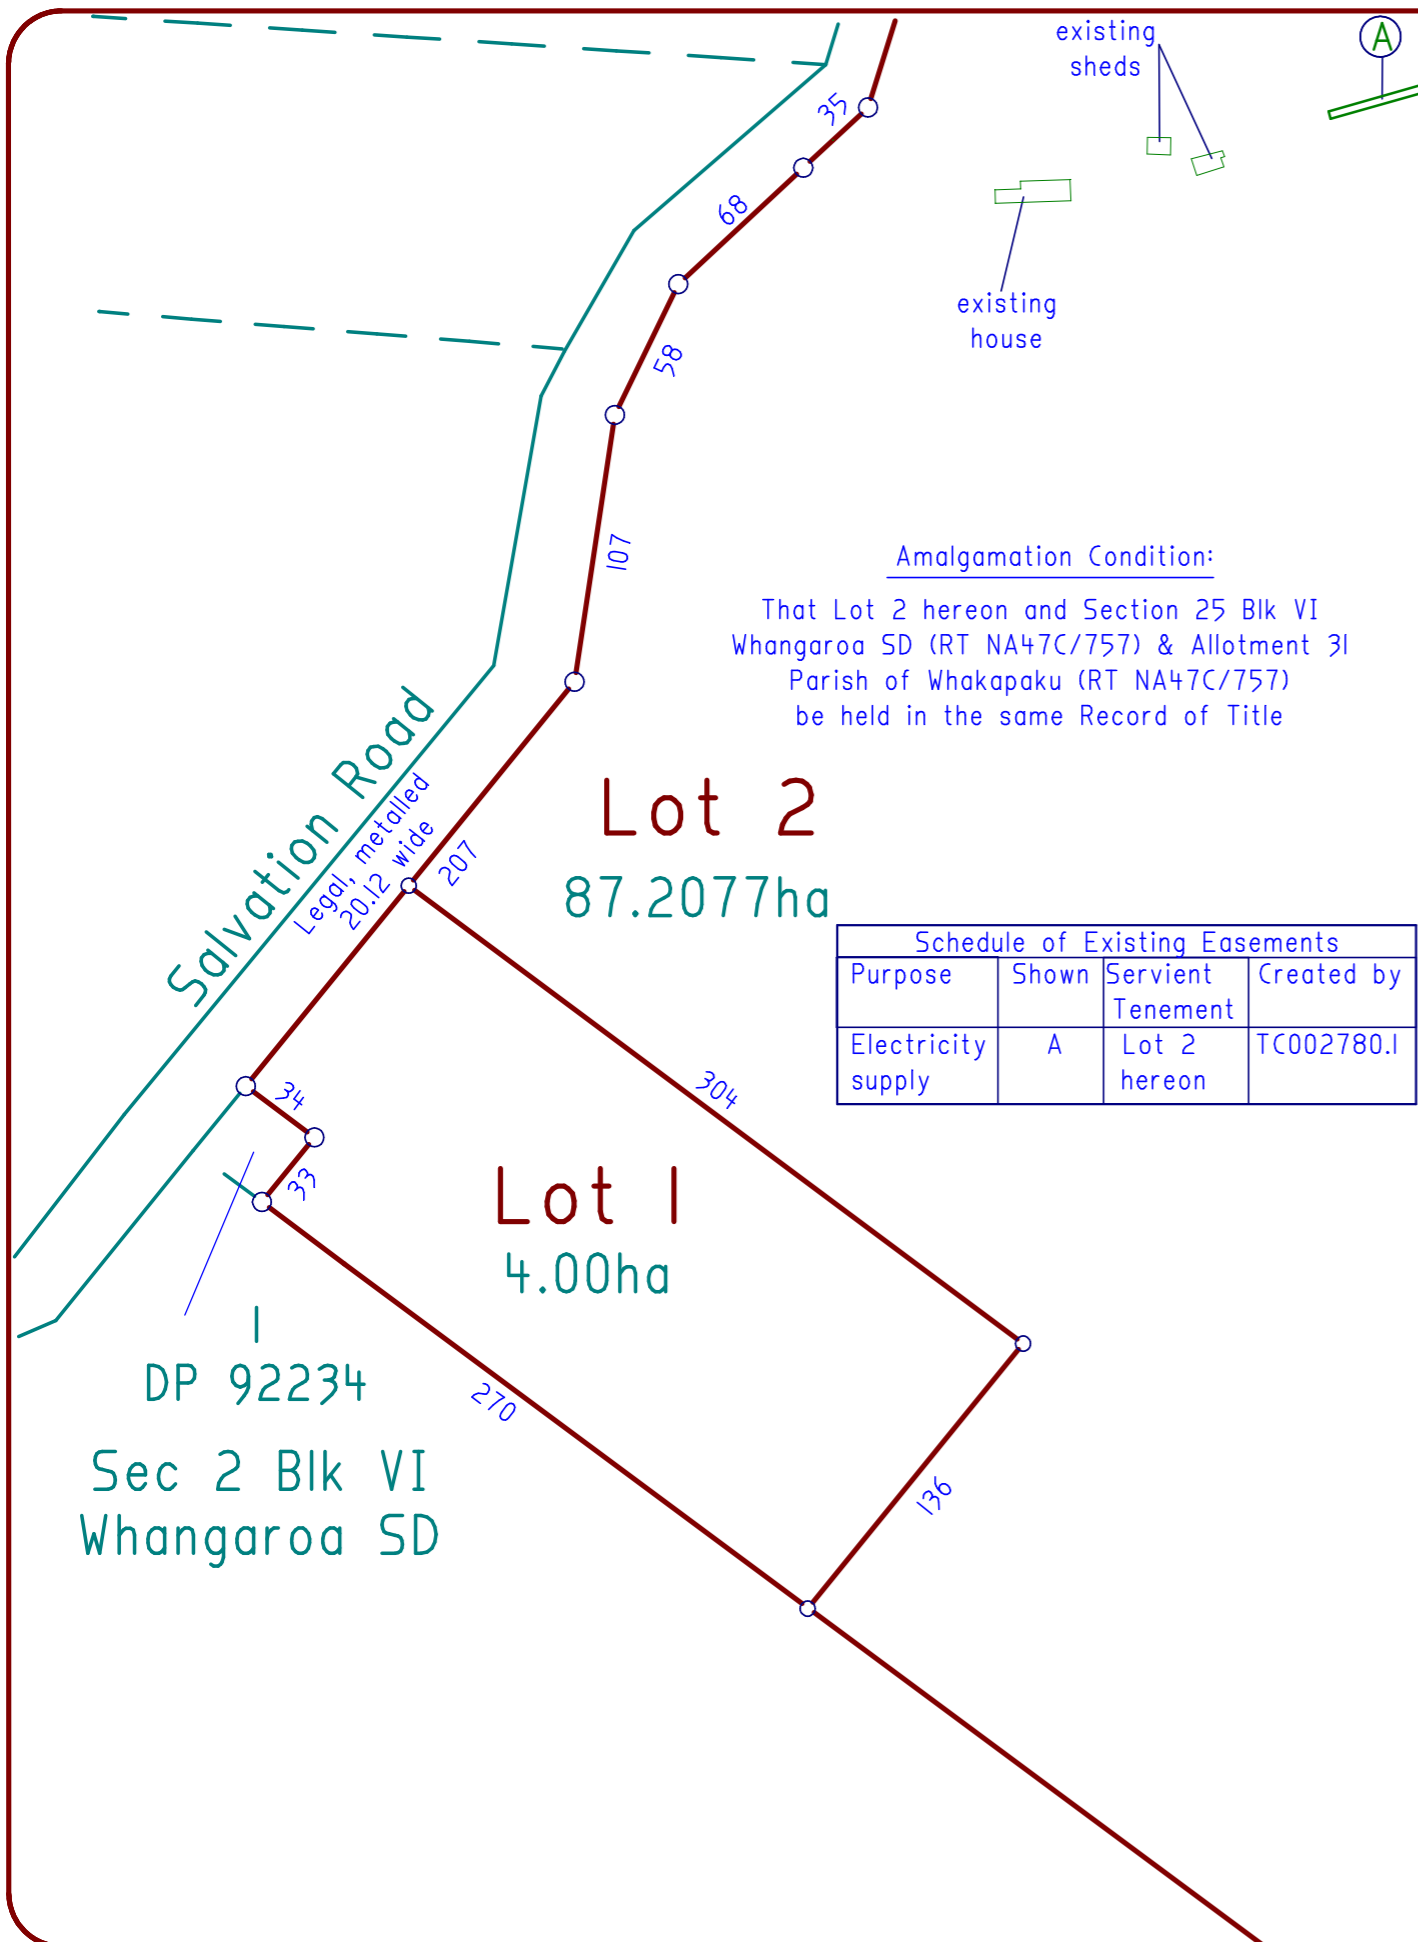 existing
sheds
A
35
68
existing
house
58
107
Amalgamation Condition:
That Lot 2 hereon and Section 25 Blk VI
Whangaroa SD (RT NA47C/757) & Allotment 31
Parish of Whakapaku (RT NA47C/757)
be held in the same Record of Title
Salvation Road
Legal, metalled
20.12 wide
207
Lot 2
87.2077ha
Schedule of Existing Easements
Purpose Shown Servient Tenement Created by
Electricity supply A Lot 2 hereon TC002780.1
34
33
304
Lot 1
4.00ha
1
DP 92234
270
136
Sec 2 Blk VI
Whangaroa SD